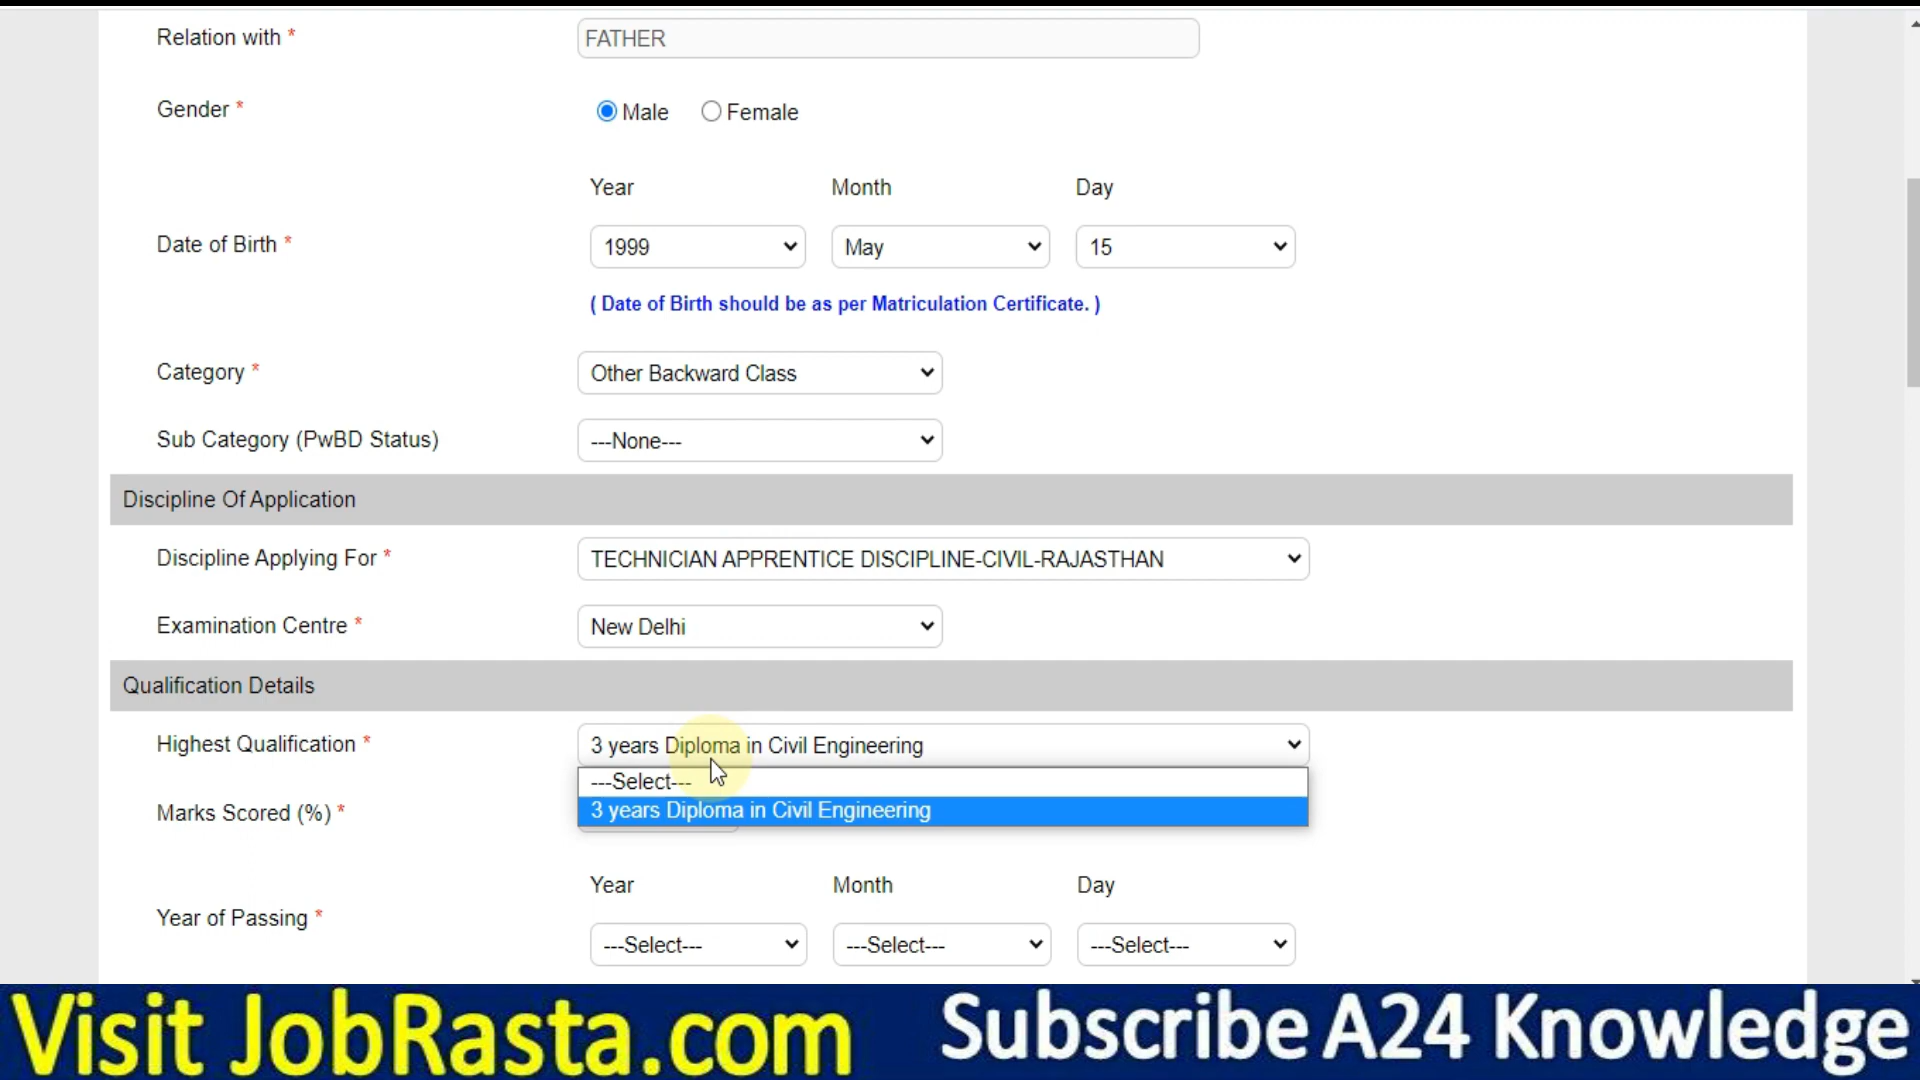 Relation with * FATHER
Gender * Male Female
Year Month Day
Date of Birth * 1999 May 15
( Date of Birth should be as per Matriculation Certificate. )
Category * Other Backward Class
Sub Category (PwBD Status) ---None---
Discipline Of Application
Discipline Applying For * TECHNICIAN APPRENTICE DISCIPLINE-CIVIL-RAJASTHAN
Examination Centre * New Delhi
Qualification Details
Highest Qualification * 3 years Diploma in Civil Engineering
---Select---
Marks Scored (%) * 3 years Diploma in Civil Engineering
Year Month Day
Year of Passing * ---Select--- ---Select--- ---Select---
Visit JobRasta.com Subscribe A24 Knowledge